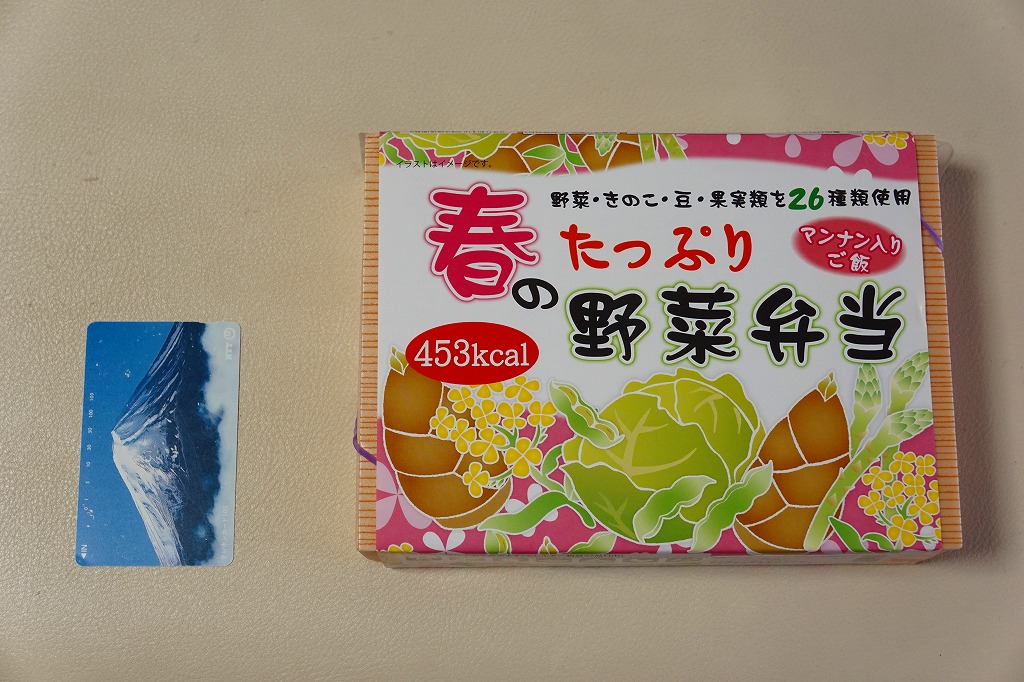 イラストはイメージです。
野菜・きのこ・豆・果実類を26種類使用
春の
たっぷり
野菜弁当
マンナン入り
ご飯
453kcal
NTT